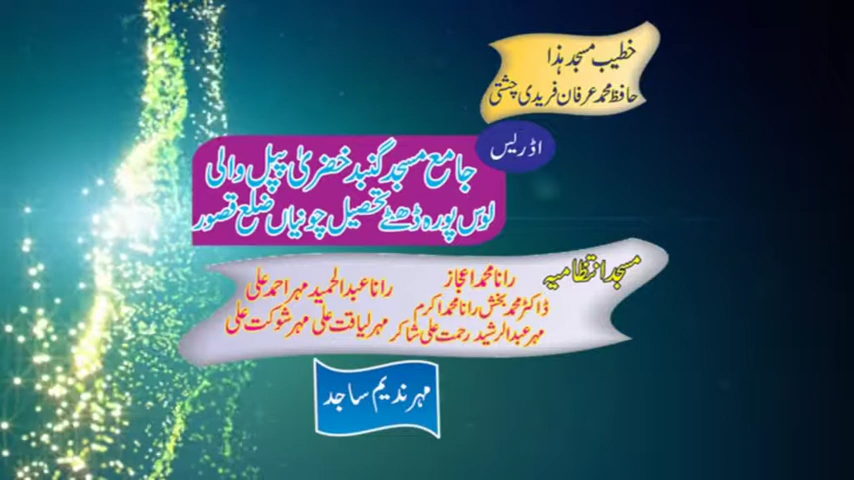 خطیب مسجد ہذا
حافظ محمد عرفان فریدی چشتی
اڈریس
جامع مسجد گنبد خضریٰ پپل والی
لوس پورہ ڈھٹے تحصیل چونیاں ضلع قصور
مسجد انتظامیہ
رانا محمد اعجاز رانا عبدالحمید مہر احمد علی
ڈاکٹر محمد بخش رانا محمد اکرم
مہر عبدالرشید رحمت علی شاکر مہر لیاقت علی مہر شوکت علی
مہر ندیم ساجد